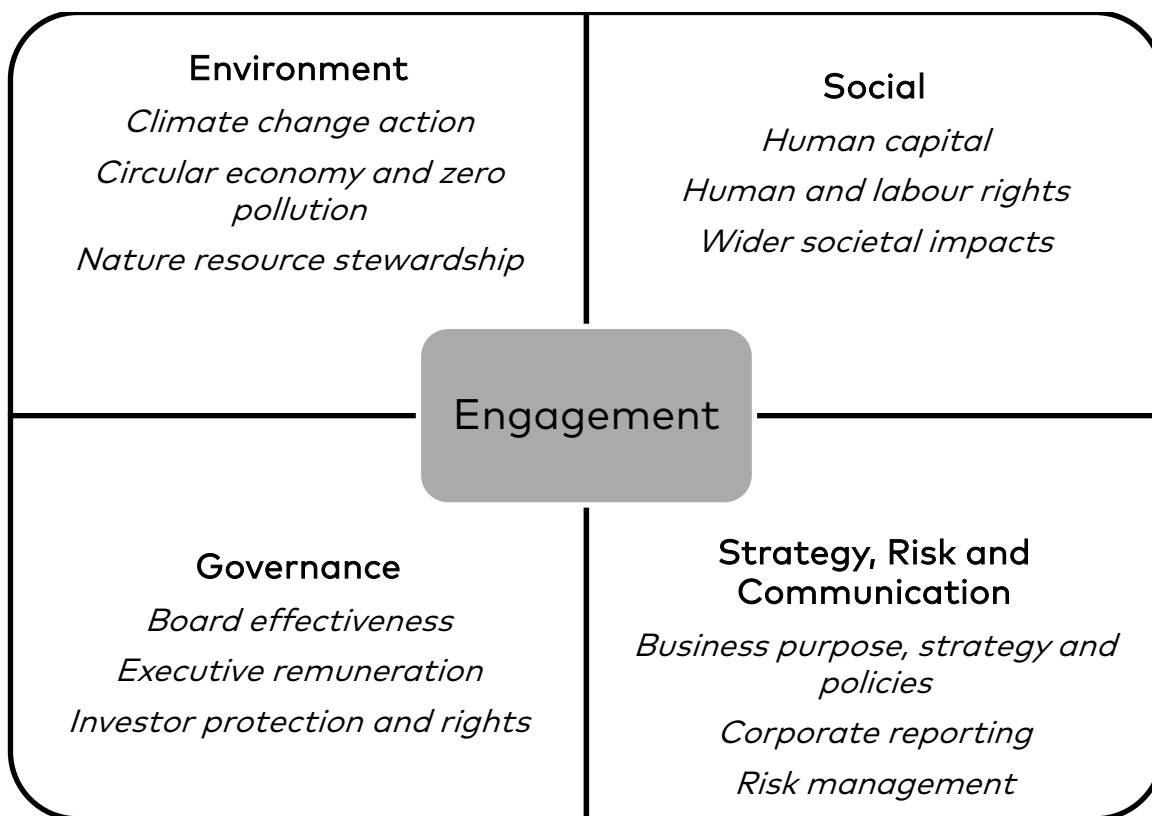 Environment
Climate change action
Circular economy and zero
pollution
Nature resource stewardship
Social
Human capital
Human and labour rights
Wider societal impacts
Engagement
Governance
Board effectiveness
Executive remuneration
Investor protection and rights
Strategy, Risk and
Communication
Business purpose, strategy and
policies
Corporate reporting
Risk management